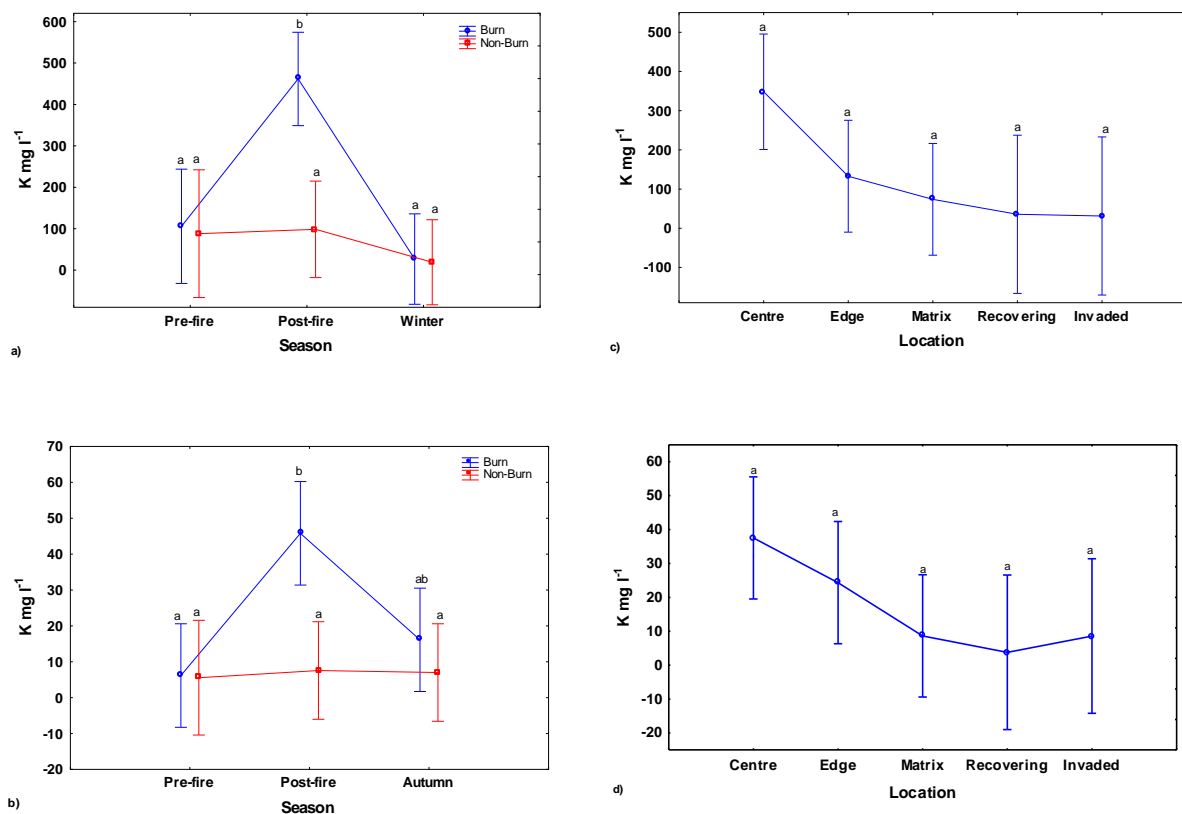 600
500
400
300
200
100
0
K mg l⁻¹
b
a a
a
a a
Burn
Non-Burn
Pre-fire Post-fire Winter
Season
a)
500
400
300
200
100
0
-100
K mg l⁻¹
a a a a a
Centre Edge Matrix Recovering Invaded
Location
c)
70
60
50
40
30
20
10
0
-10
-20
K mg l⁻¹
b
a a
a
ab a
Burn
Non-Burn
Pre-fire Post-fire Autumn
Season
b)
60
50
40
30
20
10
0
-10
-20
K mg l⁻¹
a a a a a
Centre Edge Matrix Recovering Invaded
Location
d)